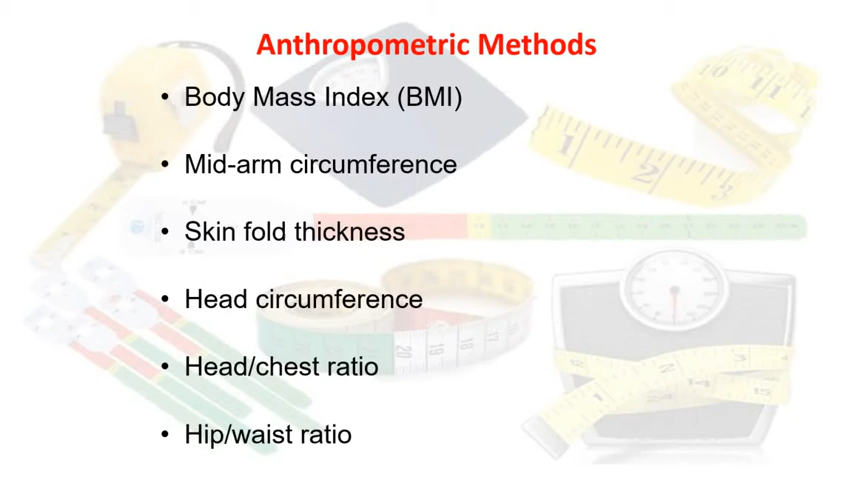 Anthropometric Methods
• Body Mass Index (BMI)
• Mid-arm circumference
• Skin fold thickness
• Head circumference
• Head/chest ratio
• Hip/waist ratio